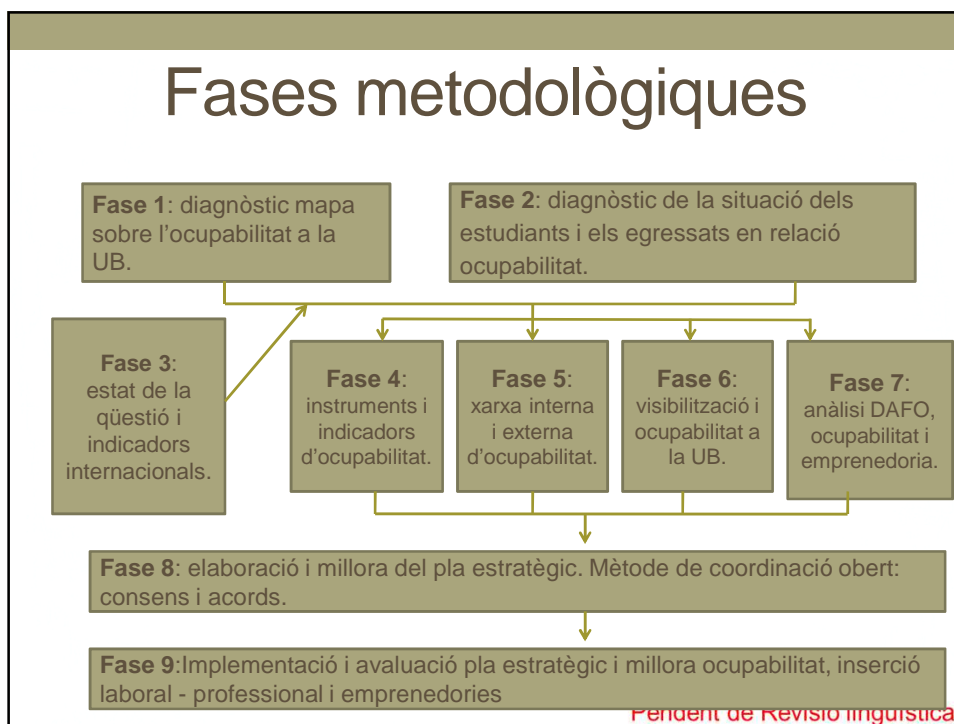 Fases metodològiques
Fase 1: diagnòstic mapa
sobre l'ocupabilitat a la
UB.
Fase 2: diagnòstic de la situació dels
estudiants i els egressats en relació
ocupabilitat.
Fase 3:
estat de la
qüestió i
indicadors
internacionals.
Fase 4:
instruments i
indicadors
d'ocupabilitat.
Fase 5:
xarxa interna
i externa
d'ocupabilitat.
Fase 6:
visibilització i
ocupabilitat a
la UB.
Fase 7:
anàlisi DAFO,
ocupabilitat i
emprenedoria.
Fase 8: elaboració i millora del pla estratègic. Mètode de coordinació obert:
consens i acords.
Fase 9:Implementació i avaluació pla estratègic i millora ocupabilitat, inserció
laboral - professional i emprenedories
Pendent de Revisió lingüística